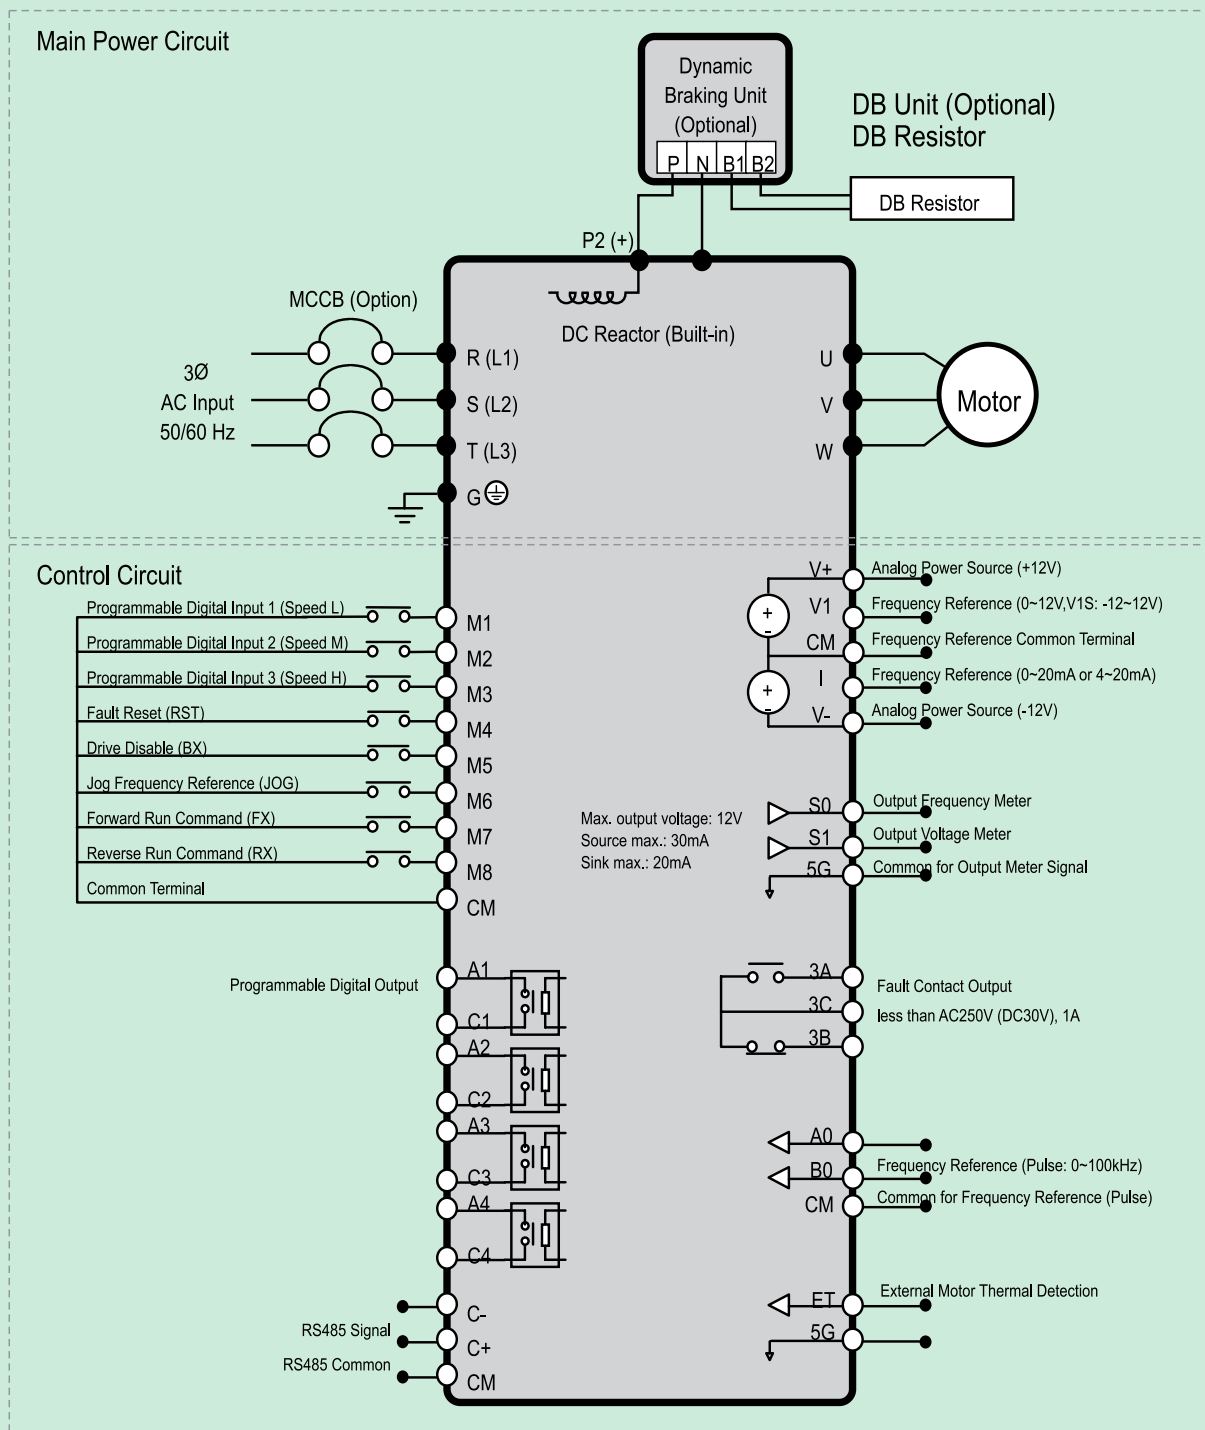 Main Power Circuit
Dynamic
Braking Unit
(Optional)
P N B1 B2
DB Unit (Optional)
DB Resistor
DB Resistor
P2 (+)
DC Reactor (Built-in)
MCCB (Option)
3Ø
AC Input
50/60 Hz
R (L1)
S (L2)
T (L3)
G
U
V
W
Motor
Control Circuit
Programmable Digital Input 1 (Speed L)
M1
Programmable Digital Input 2 (Speed M)
M2
Programmable Digital Input 3 (Speed H)
M3
Fault Reset (RST)
M4
Drive Disable (BX)
M5
Jog Frequency Reference (JOG)
M6
Forward Run Command (FX)
M7
Reverse Run Command (RX)
M8
Common Terminal
CM
+
-
+
-
V+
Analog Power Source (+12V)
V1
Frequency Reference (0~12V,V1S: -12~12V)
CM
Frequency Reference Common Terminal
I
Frequency Reference (0~20mA or 4~20mA)
V-
Analog Power Source (-12V)
Max. output voltage: 12V
Source max.: 30mA
Sink max.: 20mA
S0
Output Frequency Meter
S1
Output Voltage Meter
5G
Common for Output Meter Signal
Programmable Digital Output
A1
C1
A2
C2
A3
C3
A4
C4
3A
3C
3B
Fault Contact Output
less than AC250V (DC30V), 1A
A0
B0
Frequency Reference (Pulse: 0~100kHz)
CM
Common for Frequency Reference (Pulse)
ET
External Motor Thermal Detection
5G
C-
RS485 Signal
C+
RS485 Common
CM